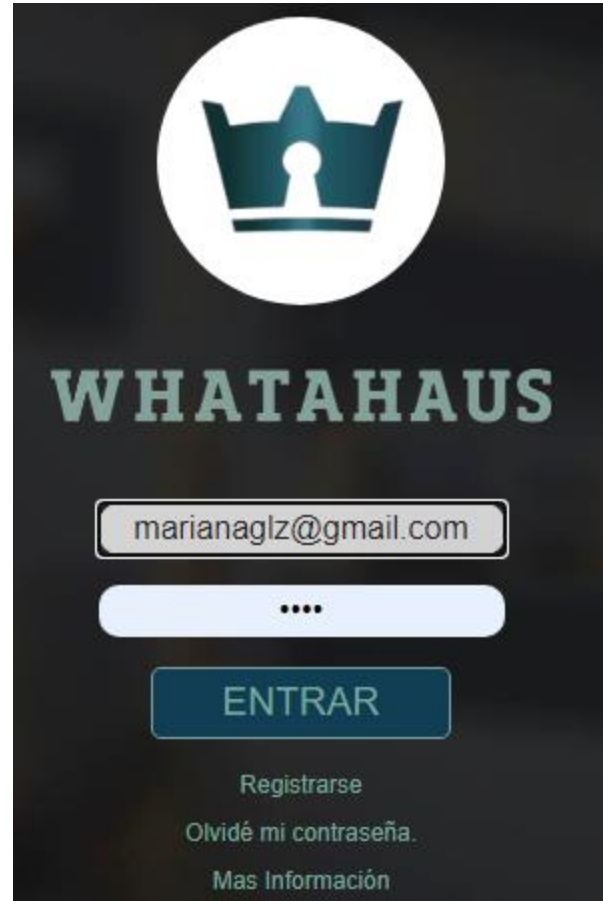 WHATAHAUS
marianaglz@gmail.com
••••
ENTRAR
Registrarse
Olvidé mi contraseña.
Mas Información